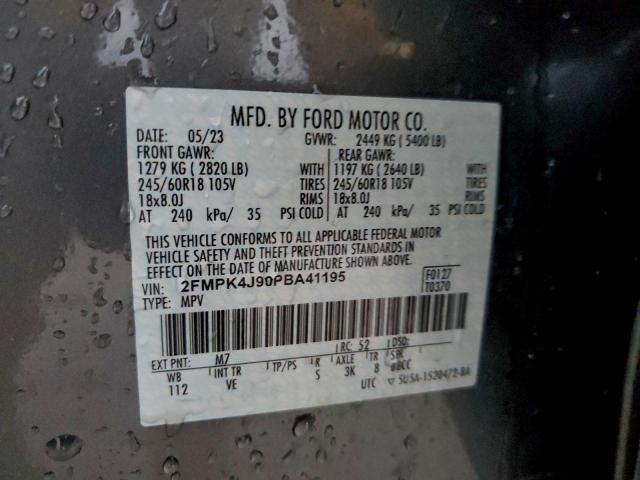 MFD. BY FORD MOTOR CO.
DATE: 05/23 GVWR: 2449 KG ( 5400 LB)
FRONT GAWR: REAR GAWR:
1279 KG ( 2820 LB) WITH 1197 KG ( 2640 LB) WITH
245/60R18 105V TIRES 245/60R18 105V TIRES
18x8.0J RIMS 18x8.0J RIMS
AT 240 kPa/ 35 PSI COLD AT 240 kPa/ 35 PSI COLD
THIS VEHICLE CONFORMS TO ALL APPLICABLE FEDERAL MOTOR
VEHICLE SAFETY AND THEFT PREVENTION STANDARDS IN
EFFECT ON THE DATE OF MANUFACTURE SHOWN ABOVE.
VIN: 2FMPK4J90PBA41195 F0127
TYPE: MPV T0370
EXT PNT: M7 RC: 52 DSO:
WB INT TR TP/PS R AXLE TR SPR
112 VE S 3K 8 BCC
UTC